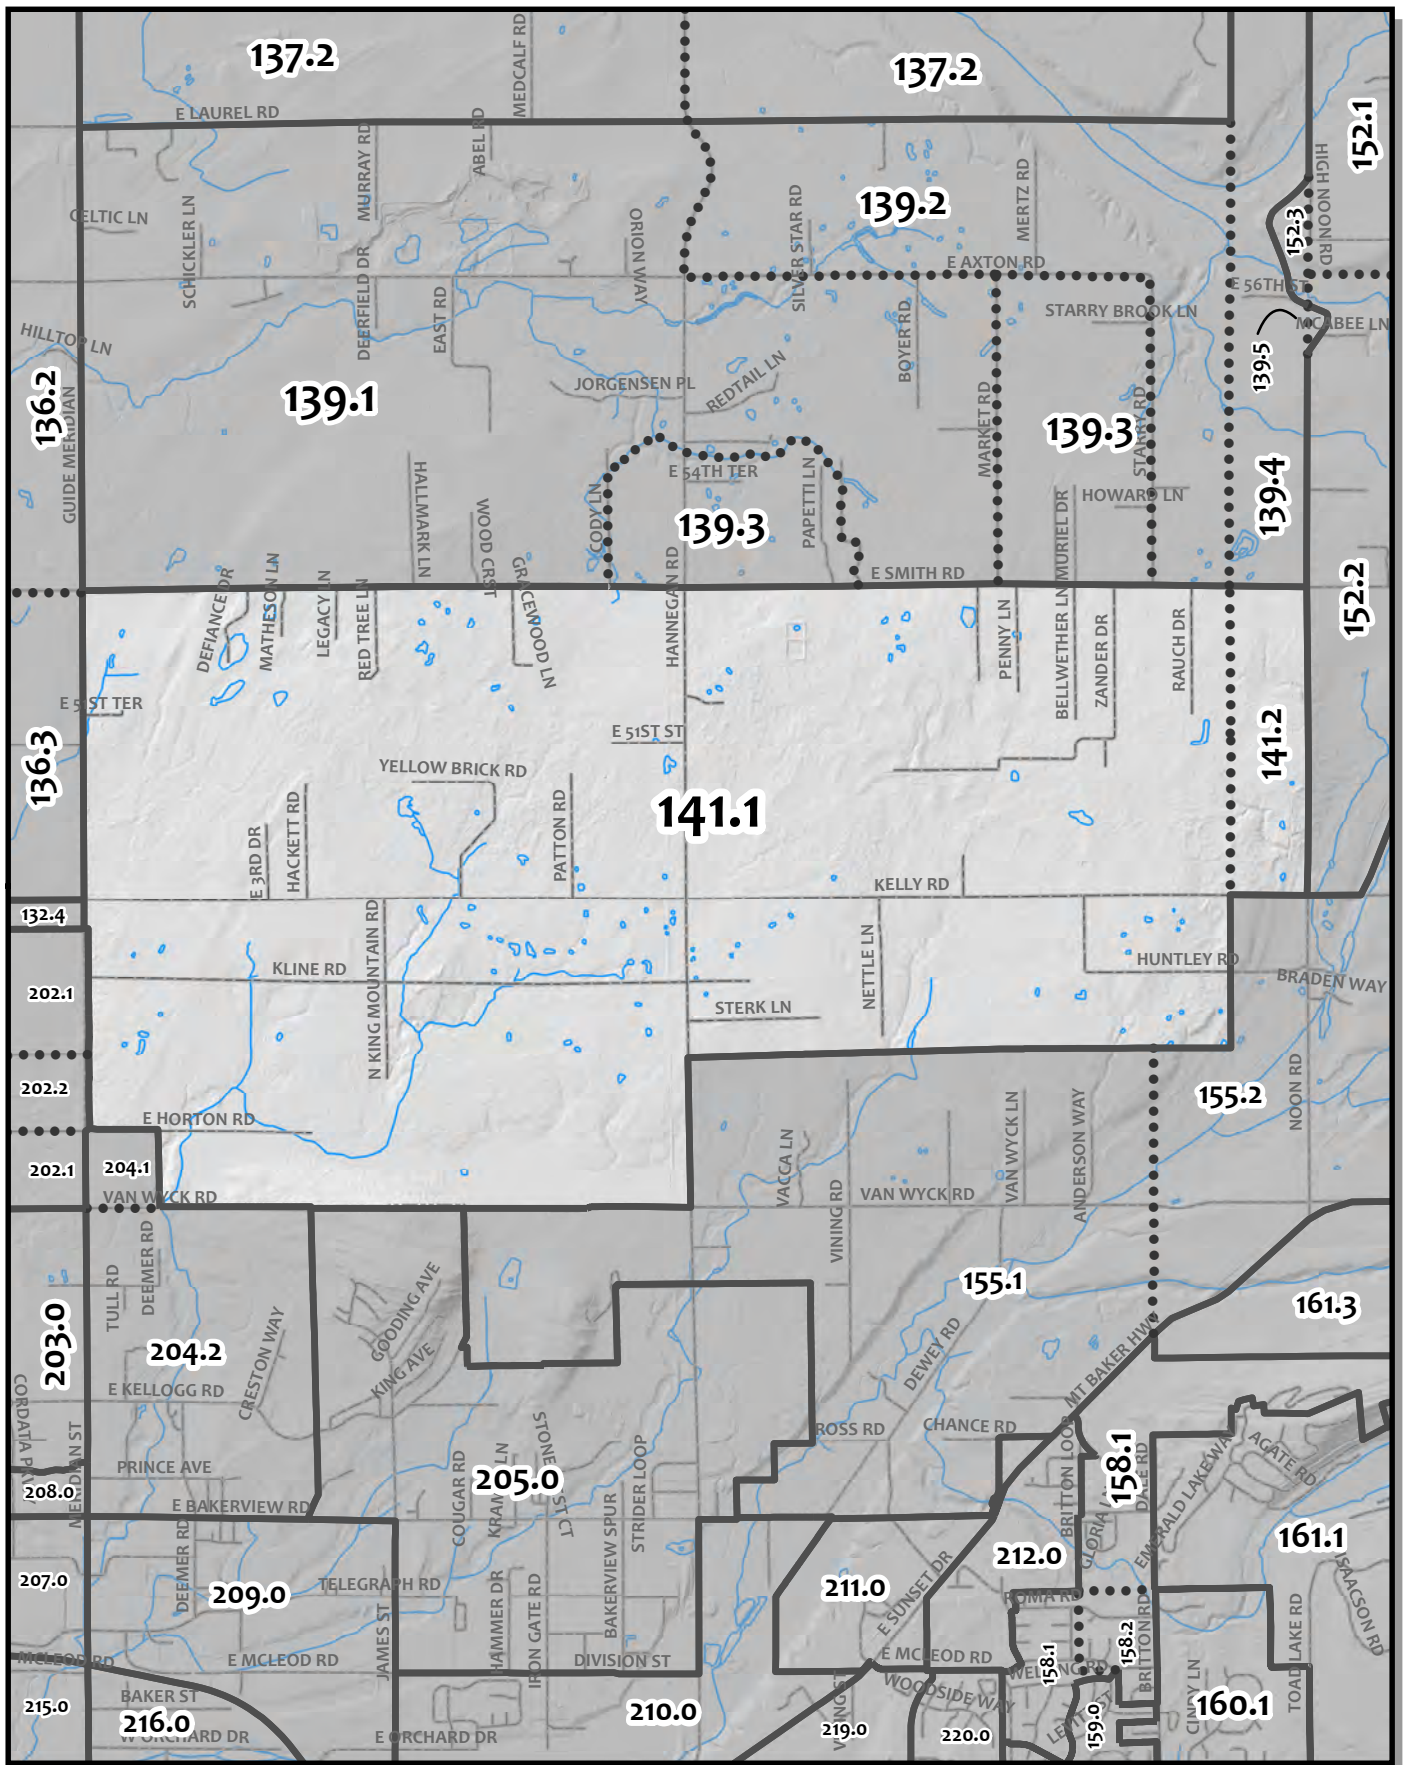 137.2
137.2
MEDCALF RD
E LAUREL RD
152.1
ABEL RD
MURRAY RD
HIGH NOON RD
MERTZ RD
139.2
SILVER STAR RD
CELTIC LN
SCHICKLER LN
ORION WAY
152.3
E AXTON RD
DEERFIELD DR
EAST RD
E 56TH ST
STARRY BROOK LN
MCABEE LN
HILLTOP LN
BOYER RD
139.5
136.2
139.1
JORGENSEN PL
REDTAIL LN
GUIDE MERIDIAN
MARKET RD
139.3
STARRY RD
E 54TH TER
139.4
HALLMARK LN
WOOD CRST
CODY LN
139.3
PAPETTI LN
MURIEL DR
HOWARD LN
GRACEWOOD LN
HANNEGAN RD
E SMITH RD
DEFIANCE DR
MATHESON LN
LEGACY LN
RED TREE LN
PENNY LN
BELLWETHER LN
ZANDER DR
RAUCH DR
152.2
E 51ST TER
E 51ST ST
136.3
141.2
YELLOW BRICK RD
141.1
E 3RD DR
HACKETT RD
PATTON RD
KELLY RD
132.4
N KING MOUNTAIN RD
NETTLE LN
KLINE RD
HUNTLEY RD
202.1
BRADEN WAY
STERK LN
202.2
NOON RD
155.2
E HORTON RD
VAN WYCK LN
ANDERSON WAY
VACCA LN
202.1
204.1
VAN WYCK RD
VAN WYCK RD
VINING RD
DEEMER RD
TULL RD
155.1
161.3
203.0
204.2
GOODING AVE
KING AVE
CRESTON WAY
DEWEY RD
MT BAKER HWY
E KELLOGG RD
ROSS RD
CHANCE RD
MERIDIAN ST
PRINCE AVE
208.0
E BAKERVIEW RD
COUGAR RD
205.0
STRIDER LOOP
BAKERVIEW SPUR
BRITTON LOOP
158.1
DALE RD
EMERALD LAKE WAY
AGATE RD
161.1
207.0
DEEMER RD
209.0
TELEGRAPH RD
HAMMER DR
IRON GATE RD
211.0
E SUNSET DR
212.0
ROMA RD
ISAACSON RD
MCLEOD RD
E MCLEOD RD
JAMES ST
DIVISION ST
E MCLEOD RD
158.1
158.2
BRITTON RD
TOAD LAKE RD
WOODSIDE WAY
CINDY LN
215.0
BAKER ST
216.0
W ORCHARD DR
E ORCHARD DR
210.0
219.0
220.0
159.0
160.1